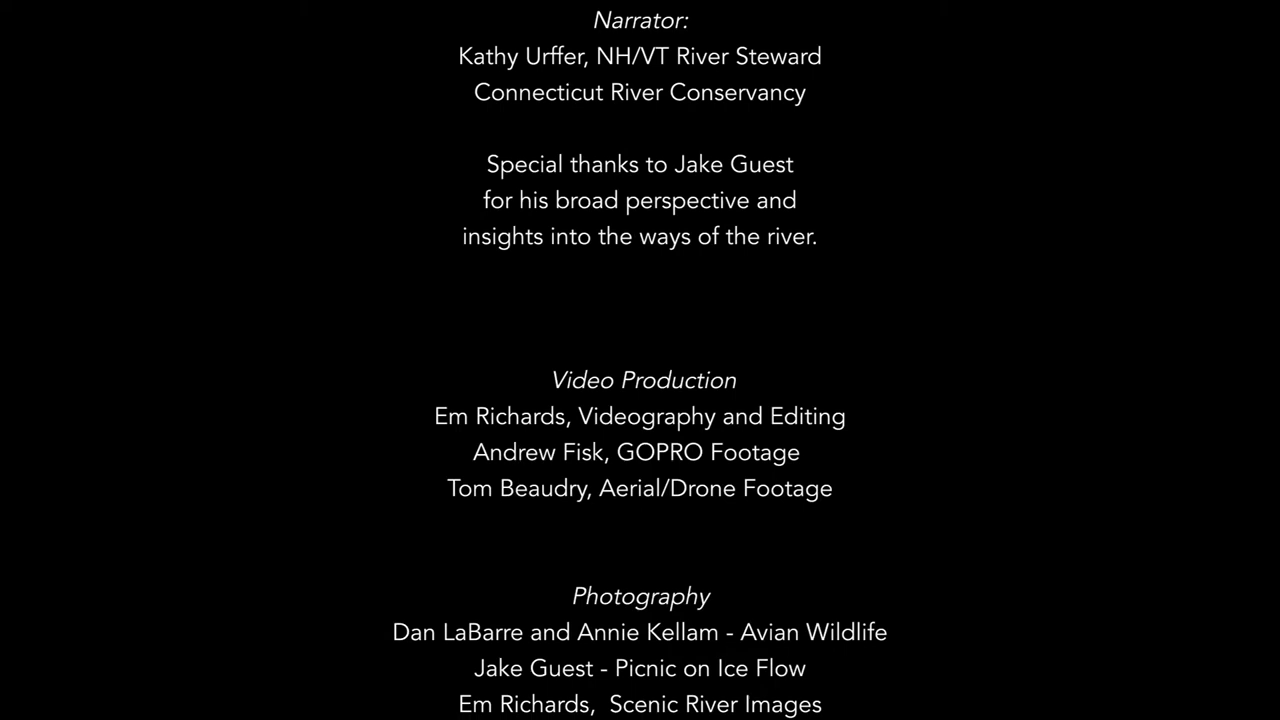 Narrator:
Kathy Urffer, NH/VT River Steward
Connecticut River Conservancy
Special thanks to Jake Guest
for his broad perspective and
insights into the ways of the river.
Video Production
Em Richards, Videography and Editing
Andrew Fisk, GOPRO Footage
Tom Beaudry, Aerial/Drone Footage
Photography
Dan LaBarre and Annie Kellam - Avian Wildlife
Jake Guest - Picnic on Ice Flow
Em Richards,  Scenic River Images